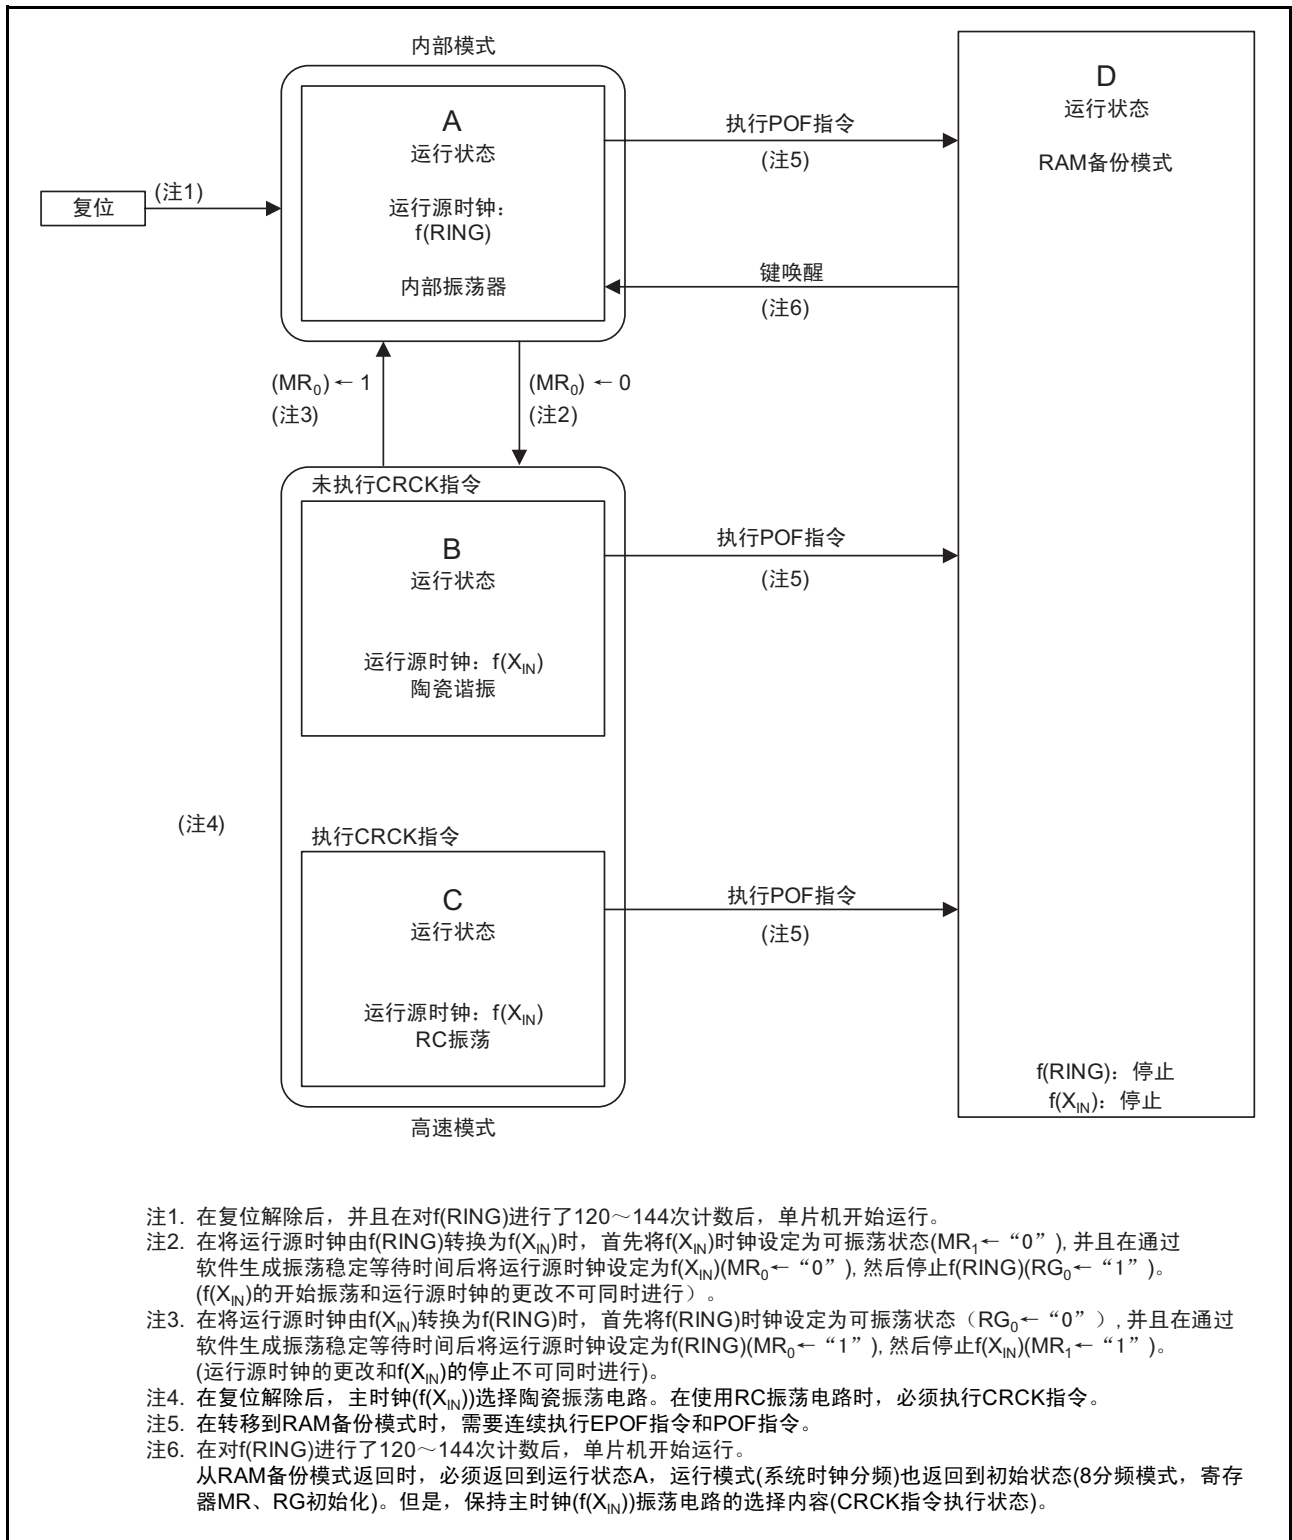 内部模式
A
运行状态
运行源时钟：
f(RING)
内部振荡器
复位
(注1)
执行POF指令
(注5)
键唤醒
(注6)
D
运行状态
RAM备份模式
(MR0) ← 1
(注3)
(MR0) ← 0
(注2)
未执行CRCK指令
B
运行状态
运行源时钟：f(XIN)
陶瓷谐振
执行POF指令
(注5)
(注4)
执行CRCK指令
C
运行状态
运行源时钟：f(XIN)
RC振荡
执行POF指令
(注5)
f(RING)：停止
f(XIN)：停止
高速模式
注1. 在复位解除后，并且在对f(RING)进行了120～144次计数后，单片机开始运行。
注2. 在将运行源时钟由f(RING)转换为f(XIN)时，首先将f(XIN)时钟设定为可振荡状态(MR1←“0”), 并且在通过
软件生成振荡稳定等待时间后将运行源时钟设定为f(XIN)(MR0←“0”), 然后停止f(RING)(RG0←“1”)。
(f(XIN)的开始振荡和运行源时钟的更改不可同时进行）。
注3. 在将运行源时钟由f(XIN)转换为f(RING)时，首先将f(RING)时钟设定为可振荡状态（RG0←“0”）, 并且在通过
软件生成振荡稳定等待时间后将运行源时钟设定为f(RING)(MR0←“1”), 然后停止f(XIN)(MR1←“1”)。
(运行源时钟的更改和f(XIN)的停止不可同时进行)。
注4. 在复位解除后，主时钟(f(XIN))选择陶瓷振荡电路。在使用RC振荡电路时，必须执行CRCK指令。
注5. 在转移到RAM备份模式时，需要连续执行EPOF指令和POF指令。
注6. 在对f(RING)进行了120～144次计数后，单片机开始运行。
从RAM备份模式返回时，必须返回到运行状态A，运行模式(系统时钟分频)也返回到初始状态(8分频模式，寄存
器MR、RG初始化)。但是，保持主时钟(f(XIN))振荡电路的选择内容(CRCK指令执行状态)。